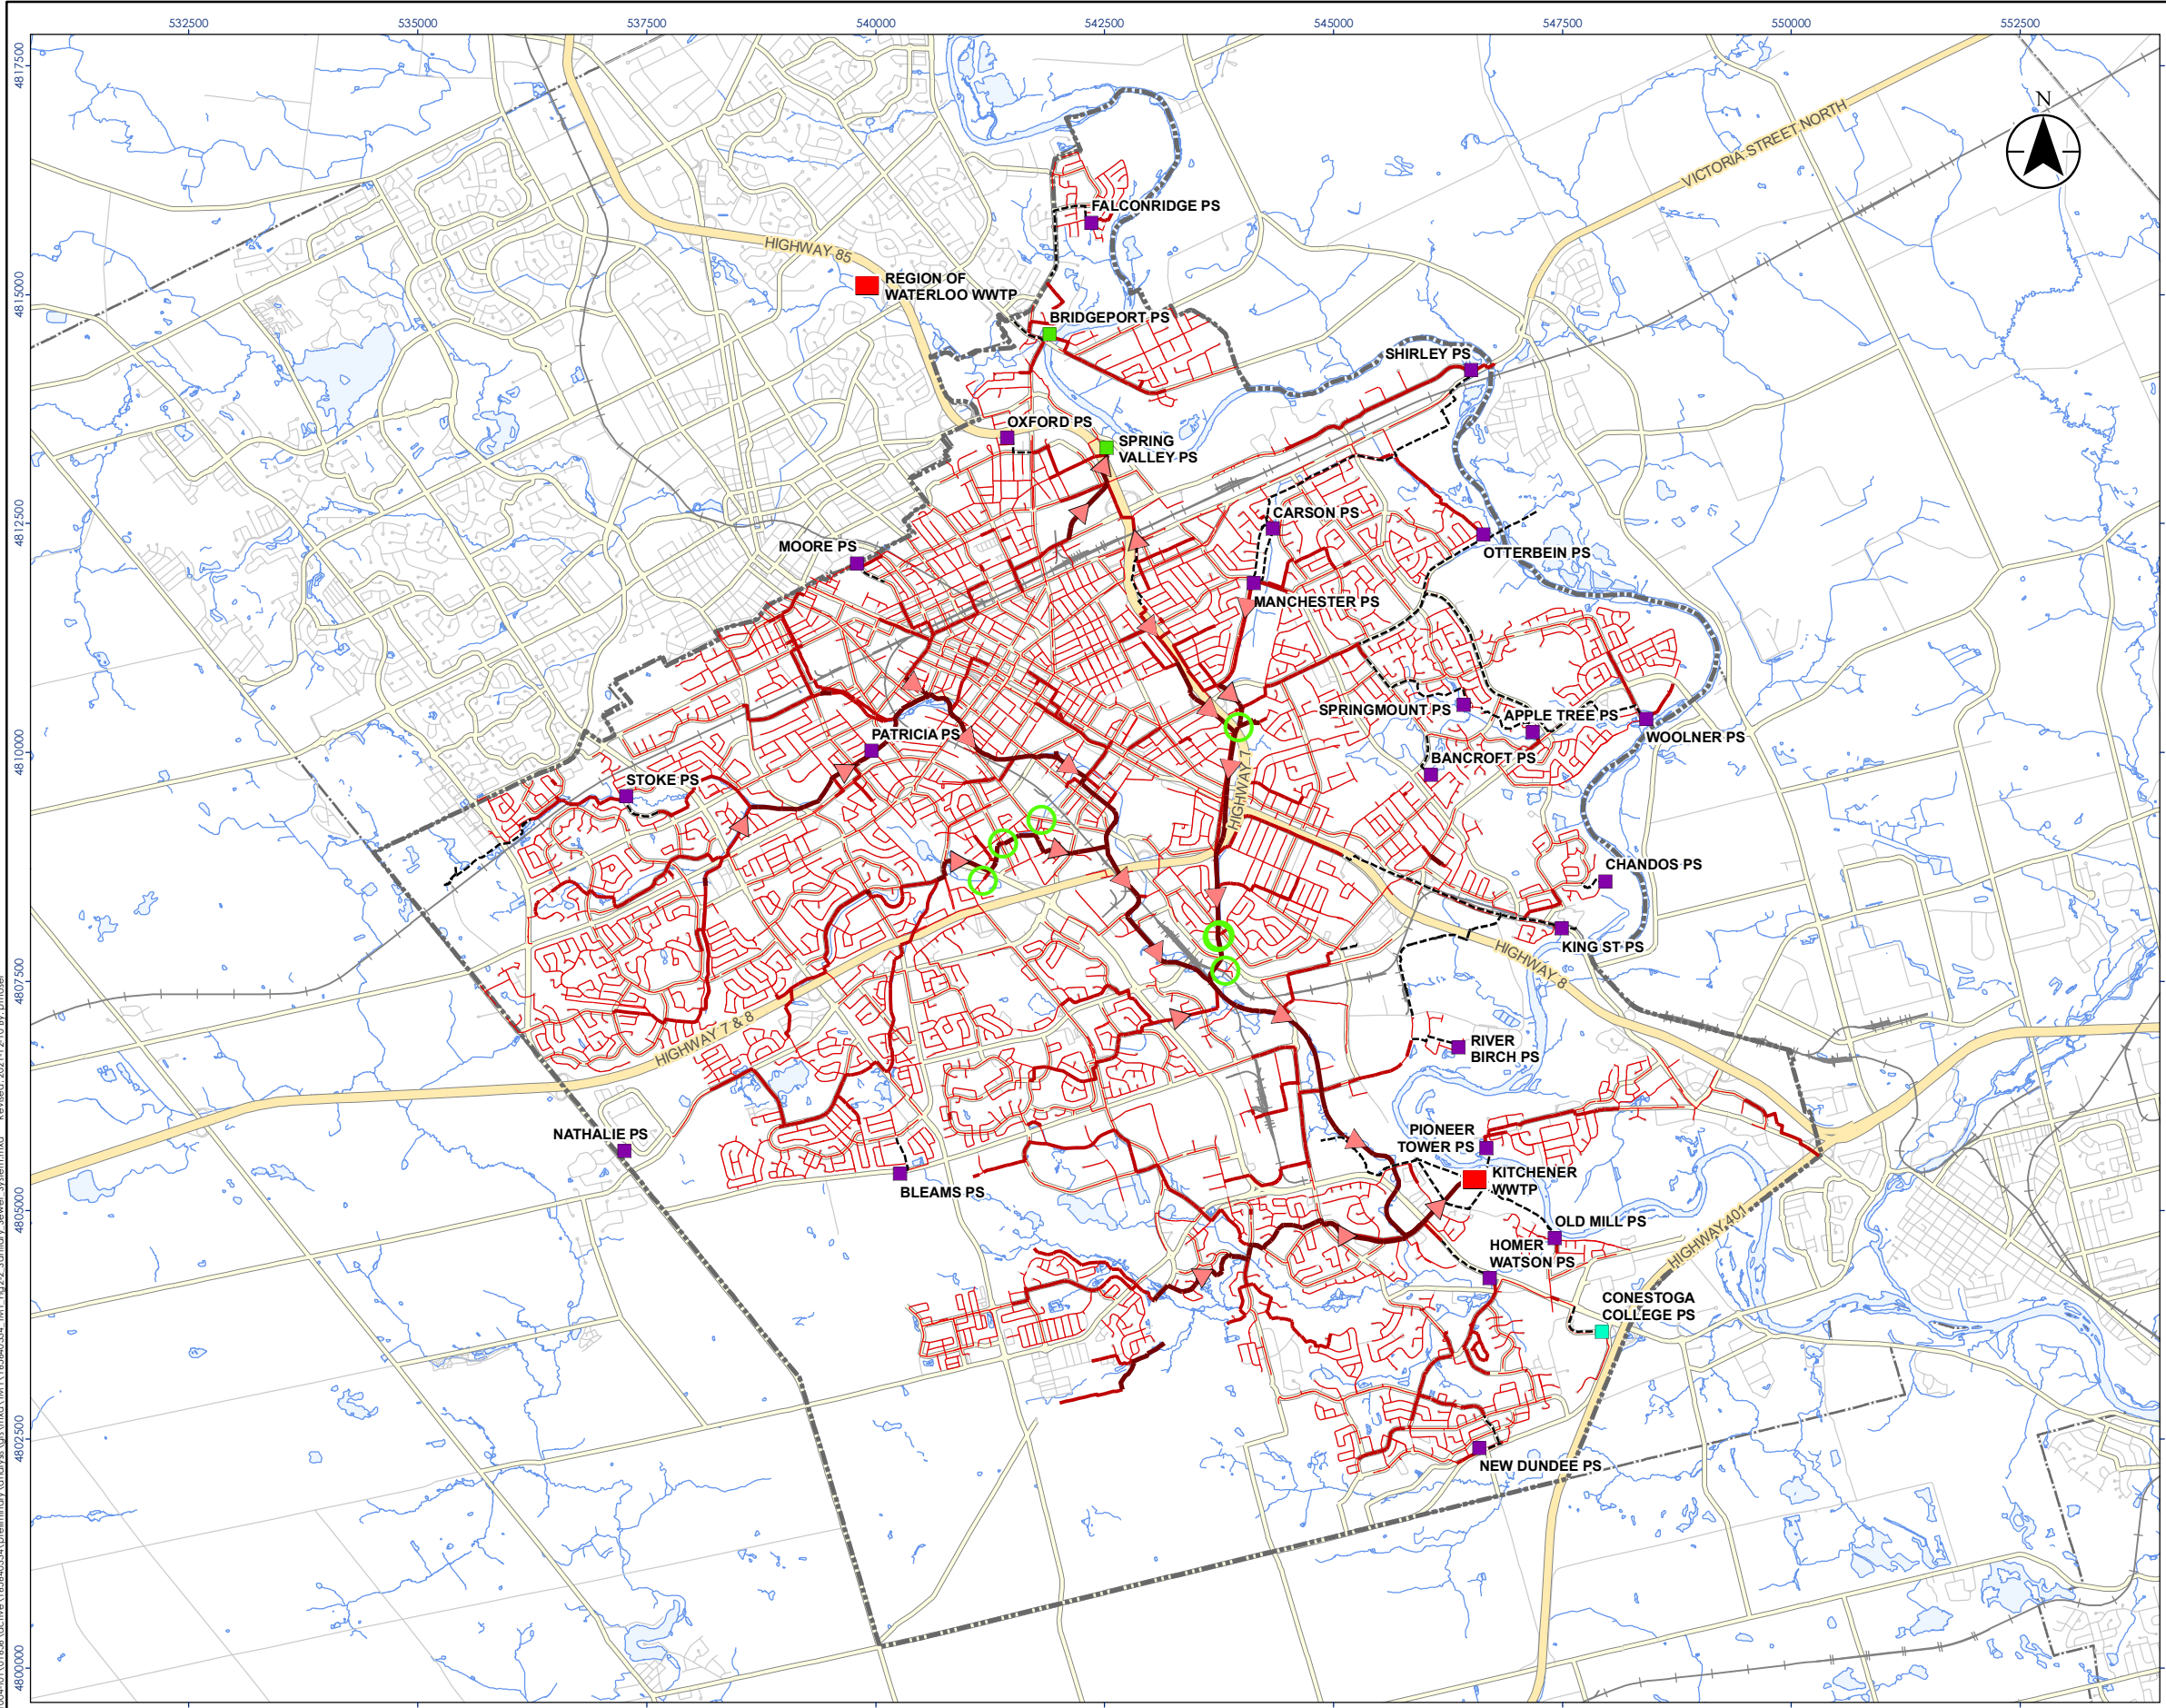 532500
535000
537500
540000
542500
545000
547500
550000
552500
4817500
4815000
4812500
4810000
4807500
4805000
4802500
4800000
N
VICTORIA STREET NORTH
FALCONRIDGE PS
HIGHWAY 85
REGION OF
WATERLOO WWTP
BRIDGEPORT PS
SHIRLEY PS
OXFORD PS
SPRING
VALLEY PS
CARSON PS
MOORE PS
OTTERBEIN PS
MANCHESTER PS
SPRINGMOUNT PS
APPLE TREE PS
PATRICIA PS
WOOLNER PS
BANCROFT PS
STOKE PS
HIGHWAY
CHANDOS PS
KING ST PS
HIGHWAY 8
HIGHWAY 7 & 8
RIVER
BIRCH PS
NATHALIE PS
PIONEER
TOWER PS
KITCHENER
WWTP
BLEAMS PS
OLD MILL PS
HOMER
WATSON PS
HIGHWAY 401
CONESTOGA
COLLEGE PS
NEW DUNDEE PS